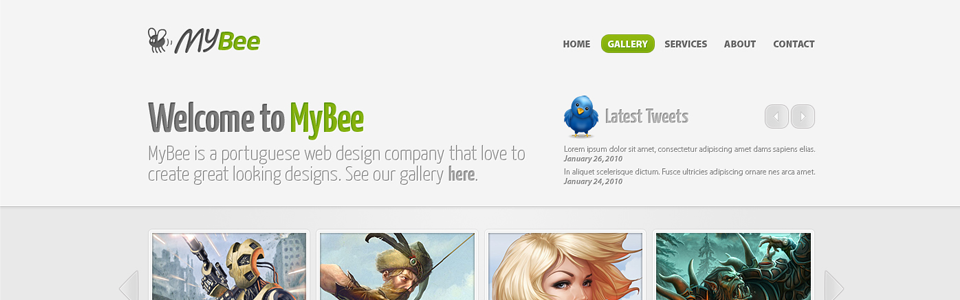 MYBee
HOME GALLERY SERVICES ABOUT CONTACT
Welcome to MyBee
MyBee is a portuguese web design company that love to
create great looking designs. See our gallery here.
Latest Tweets
Lorem ipsum dolor sit amet, consectetur adipiscing amet dams sapiens elias.
January 26, 2010
In aliquet scelerisque dictum. Fusce ultricies adipiscing ornare nes arca amet.
January 24, 2010